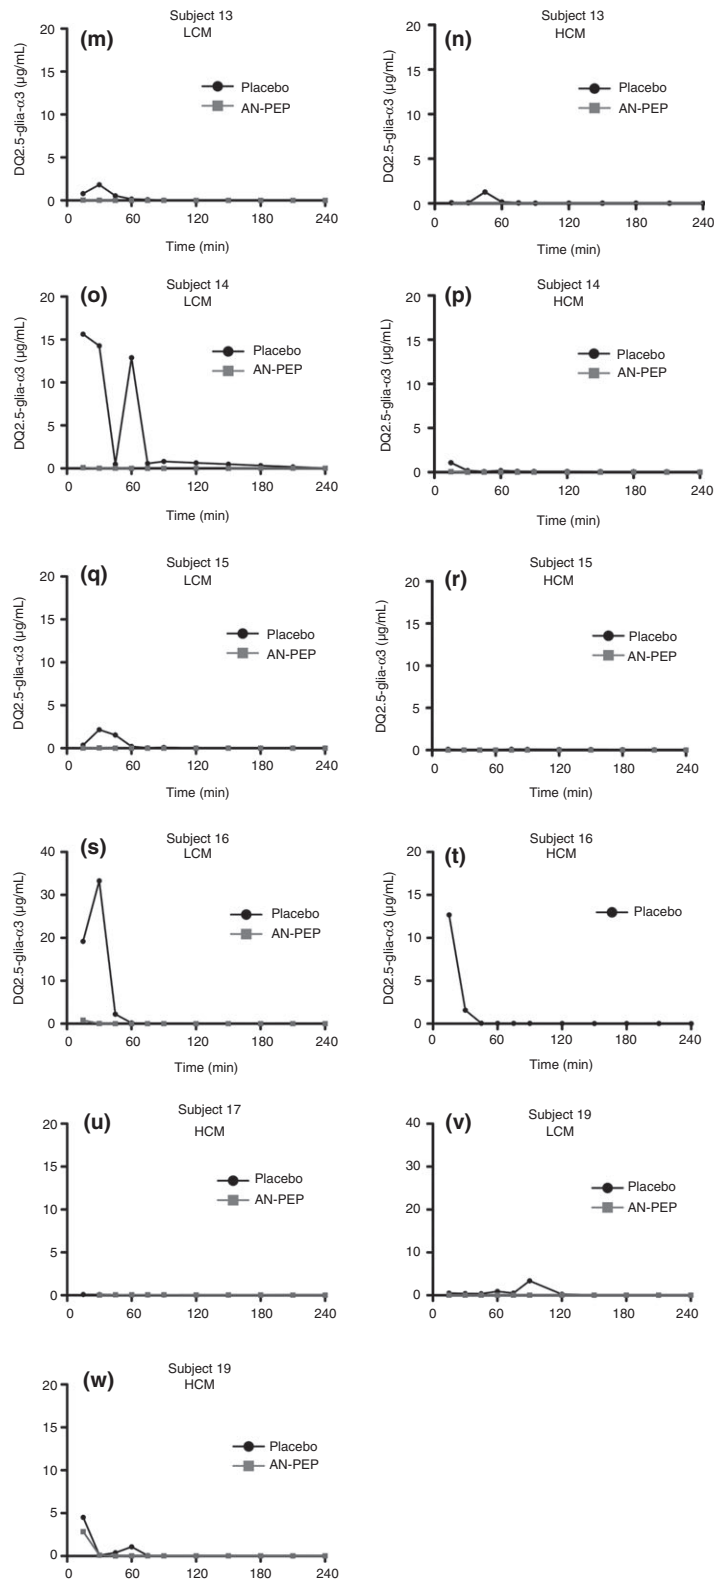 Subject 13
LCM
(m)
20
15
10
5
0
DQ2.5-glia-α3 (µg/mL)
Placebo
AN-PEP
0 60 120 180 240
Time (min)
Subject 13
HCM
(n)
20
15
10
5
0
DQ2.5-glia-α3 (µg/mL)
Placebo
AN-PEP
0 60 120 180 240
Time (min)
Subject 14
LCM
(o)
20
15
10
5
0
DQ2.5-glia-α3 (µg/mL)
Placebo
AN-PEP
0 60 120 180 240
Time (min)
Subject 14
HCM
(p)
20
15
10
5
0
DQ2.5-glia-α3 (µg/mL)
Placebo
AN-PEP
0 60 120 180 240
Time (min)
Subject 15
LCM
(q)
20
15
10
5
0
DQ2.5-glia-α3 (µg/mL)
Placebo
AN-PEP
0 60 120 180 240
Time (min)
Subject 15
HCM
(r)
20
15
10
5
0
DQ2.5-glia-α3 (µg/mL)
Placebo
AN-PEP
0 60 120 180 240
Time (min)
Subject 16
LCM
(s)
40
30
20
10
0
DQ2.5-glia-α3 (µg/mL)
Placebo
AN-PEP
0 60 120 180 240
Time (min)
Subject 16
HCM
(t)
20
15
10
5
0
DQ2.5-glia-α3 (µg/mL)
Placebo
0 60 120 180 240
Time (min)
Subject 17
HCM
(u)
20
15
10
5
0
Placebo
AN-PEP
0 60 120 180 240
Subject 19
LCM
(v)
40
30
20
10
0
Placebo
AN-PEP
0 60 120 180 240
Subject 19
HCM
(w)
20
15
10
5
0
Placebo
AN-PEP
0 60 120 180 240